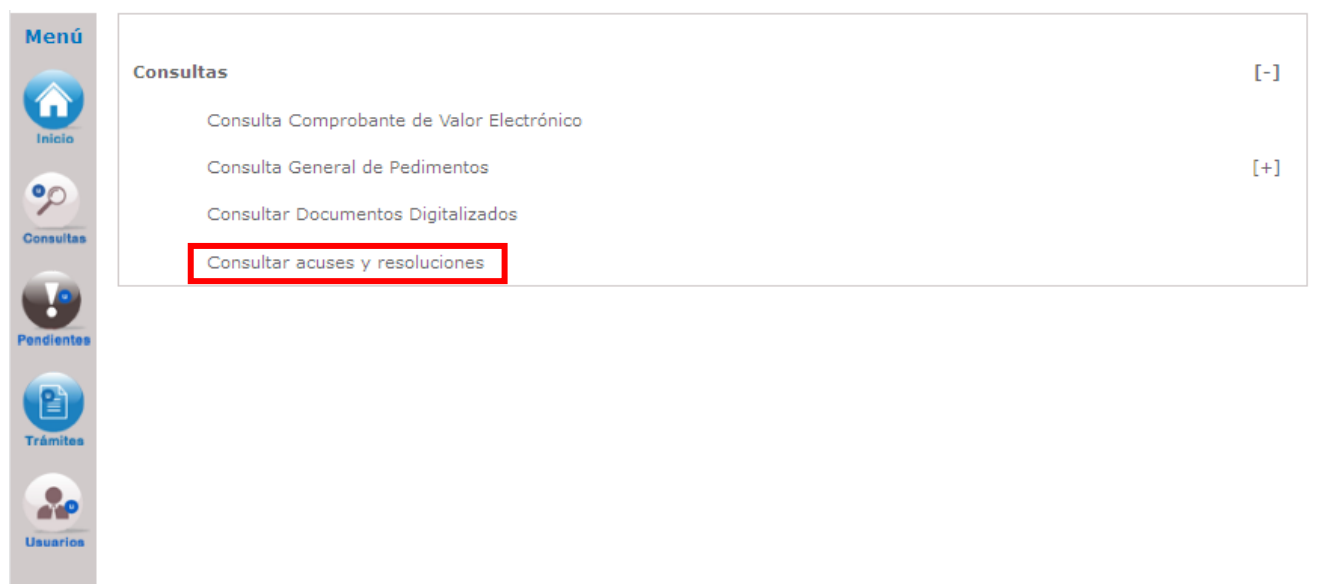 Menú
Inicio
Consultas
Pendientes
Trámites
Usuarios
Consultas [-]
Consulta Comprobante de Valor Electrónico
Consulta General de Pedimentos [+]
Consultar Documentos Digitalizados
Consultar acuses y resoluciones